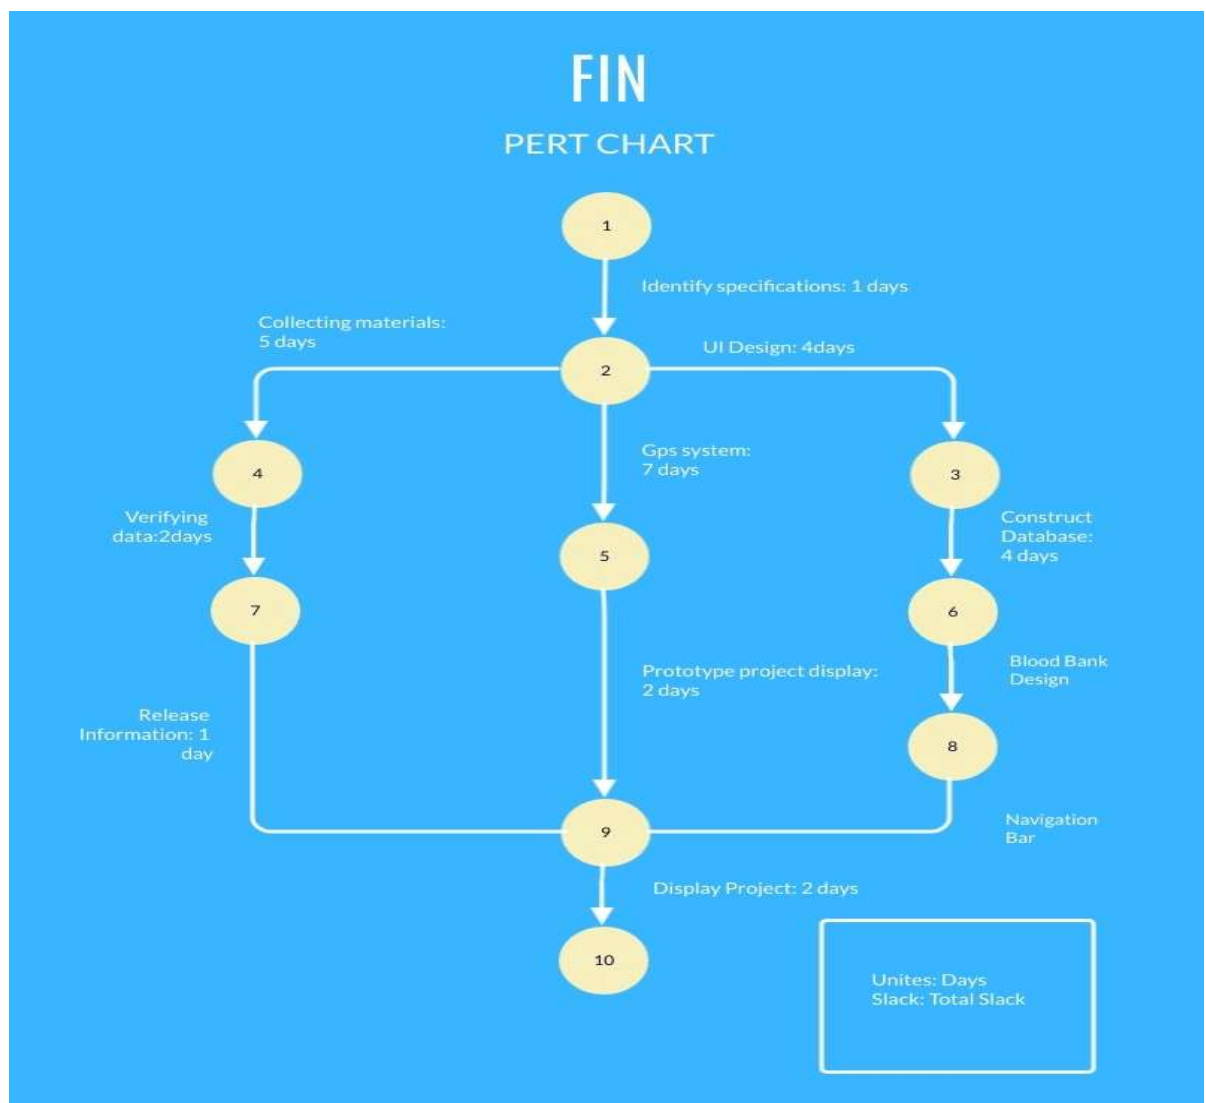 FIN
PERT CHART
1
Identify specifications: 1 days
Collecting materials:
5 days
UI Design: 4days
2
Gps system:
7 days
4
3
Verifying
data:2days
Construct
Database:
4 days
5
7
6
Blood Bank
Design
Prototype project display:
2 days
Release
Information: 1
day
8
Navigation
Bar
9
Display Project: 2 days
10
Unites: Days
Slack: Total Slack